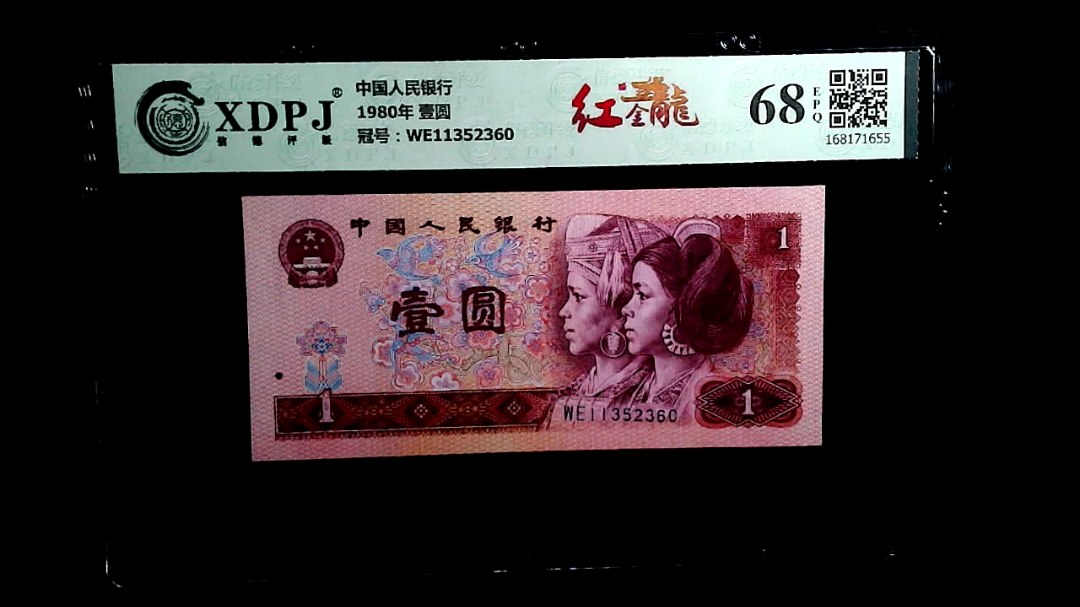 XDPJ®
信德评级
中国人民银行
1980年 壹圆
冠号：WE11352360
红金龍
68 EPQ
168171655
中国人民银行
1
壹圆
1
WE11352360
1